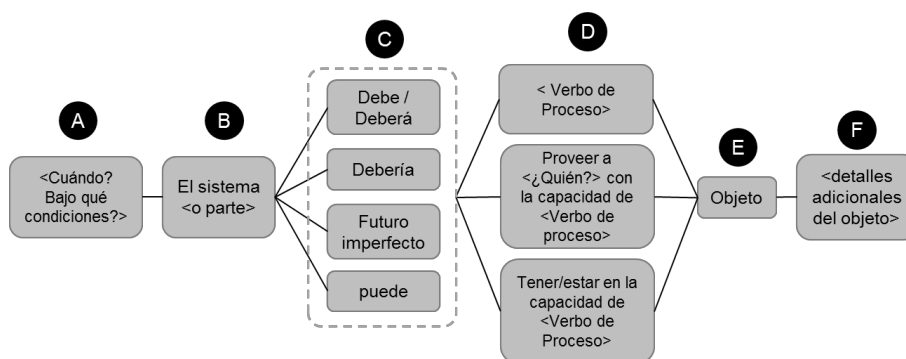 A
<Cuándo?
Bajo qué
condiciones?>
B
El sistema
<o parte>
C
Debe /
Deberá
Debería
Futuro
imperfecto
puede
D
< Verbo de
Proceso>
Proveer a
<¿Quién?> con
la capacidad de
<Verbo de
proceso>
Tener/estar en la
capacidad de
<Verbo de
Proceso>
E
Objeto
F
<detalles
adicionales
del objeto>